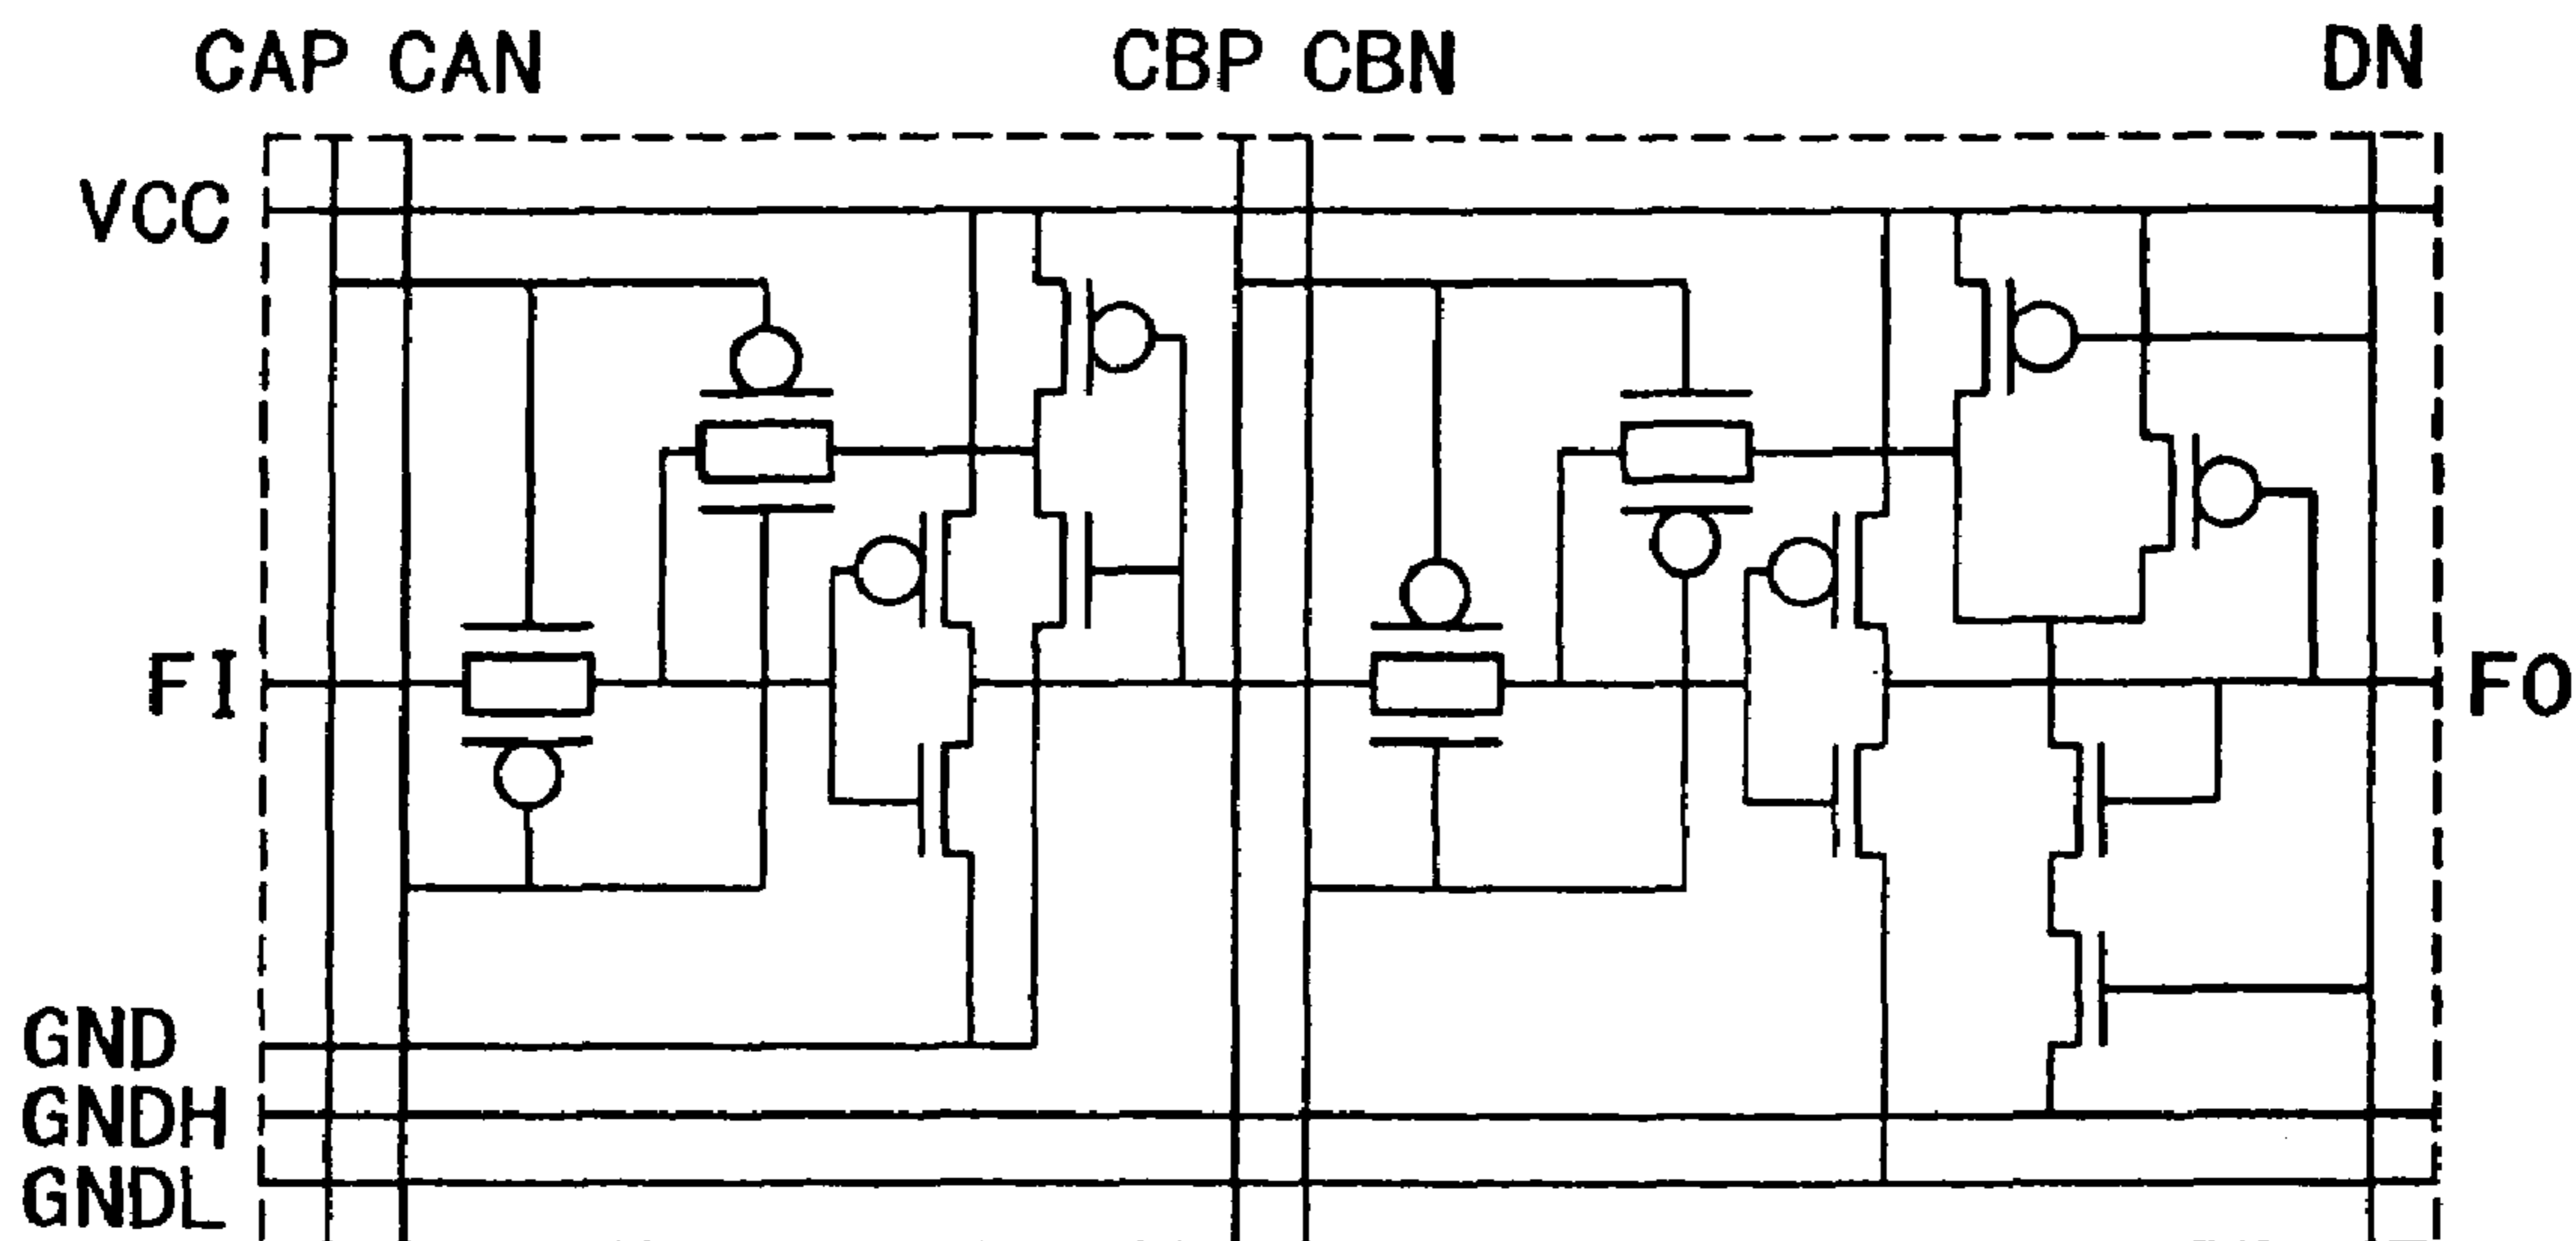 CAP CAN CBP CBN DN
VCC
FI FO
GND
GNDH
GNDL